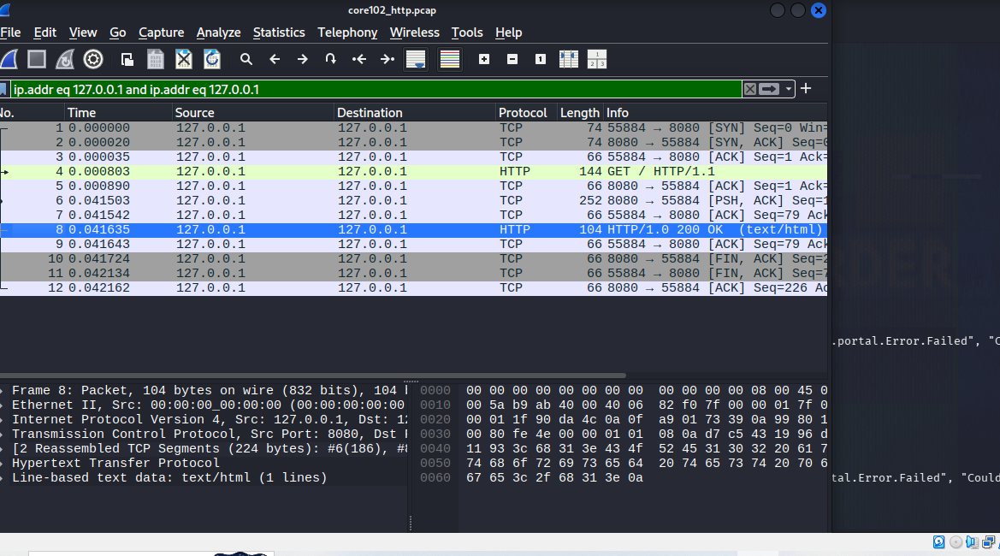 core102_http.pcap
File Edit View Go Capture Analyze Statistics Telephony Wireless Tools Help
ip.addr eq 127.0.0.1 and ip.addr eq 127.0.0.1
No. Time Source Destination Protocol Length Info
1 0.000000 127.0.0.1 127.0.0.1 TCP 74 55884 → 8080 [SYN] Seq=0 Win=
2 0.000020 127.0.0.1 127.0.0.1 TCP 74 8080 → 55884 [SYN, ACK] Seq=0
3 0.000035 127.0.0.1 127.0.0.1 TCP 66 55884 → 8080 [ACK] Seq=1 Ack=
4 0.000803 127.0.0.1 127.0.0.1 HTTP 144 GET / HTTP/1.1
5 0.000890 127.0.0.1 127.0.0.1 TCP 66 8080 → 55884 [ACK] Seq=1 Ack=
6 0.041503 127.0.0.1 127.0.0.1 TCP 252 8080 → 55884 [PSH, ACK] Seq=1
7 0.041542 127.0.0.1 127.0.0.1 TCP 66 55884 → 8080 [ACK] Seq=79 Ack
8 0.041635 127.0.0.1 127.0.0.1 HTTP 104 HTTP/1.0 200 OK (text/html)
9 0.041643 127.0.0.1 127.0.0.1 TCP 66 55884 → 8080 [ACK] Seq=79 Ack
10 0.041724 127.0.0.1 127.0.0.1 TCP 66 8080 → 55884 [FIN, ACK] Seq=2
11 0.042134 127.0.0.1 127.0.0.1 TCP 66 55884 → 8080 [FIN, ACK] Seq=7
12 0.042162 127.0.0.1 127.0.0.1 TCP 66 8080 → 55884 [ACK] Seq=226 Ac
.portal.Error.Failed", "C
Frame 8: Packet, 104 bytes on wire (832 bits), 104
Ethernet II, Src: 00:00:00_00:00:00 (00:00:00:00:00
Internet Protocol Version 4, Src: 127.0.0.1, Dst: 12
Transmission Control Protocol, Src Port: 8080, Dst
[2 Reassembled TCP Segments (224 bytes): #6(186), #8
Hypertext Transfer Protocol
Line-based text data: text/html (1 lines)
0000 00 00 00 00 00 00 00 00 00 00 00 00 08 00 45 0
0010 00 5a b9 ab 40 00 40 06 82 f0 7f 00 00 01 7f 0
0020 00 01 1f 90 da 4c 0a 0f a9 01 73 39 0a 99 80 1
0030 00 80 fe 4e 00 00 01 01 08 0a d7 c5 43 19 96 d
0040 11 93 3c 68 31 3e 43 4f 52 45 31 30 32 20 61 7
0050 74 68 6f 72 69 73 65 64 20 74 65 73 74 20 70 6
0060 67 65 3c 2f 68 31 3e 0a
tal.Error.Failed", "Could